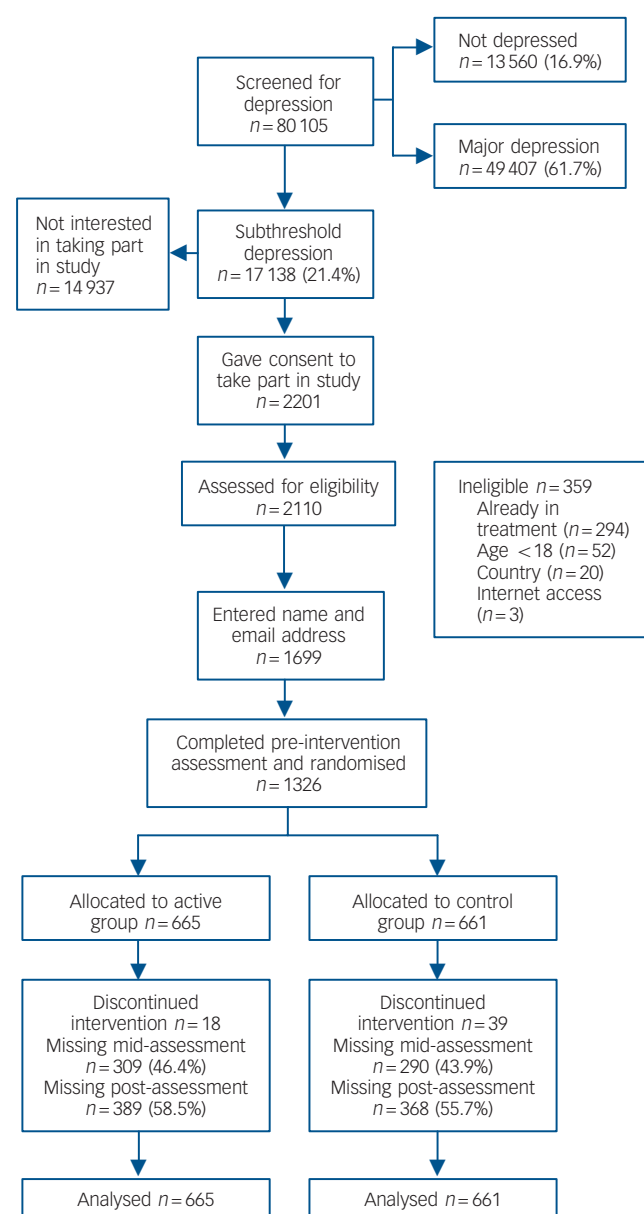 Not depressed
n = 13 560 (16.9%)
Screened for
depression
n = 80 105
Major depression
n = 49 407 (61.7%)
Not interested
in taking part
in study
n = 14 937
Subthreshold
depression
n = 17 138 (21.4%)
Gave consent to
take part in study
n = 2201
Assessed for eligibility
n = 2110
Ineligible n = 359
Already in
treatment (n = 294)
Age < 18 (n = 52)
Country (n = 20)
Internet access
(n = 3)
Entered name and
email address
n = 1699
Completed pre-intervention
assessment and randomised
n = 1326
Allocated to active
group n = 665
Allocated to control
group n = 661
Discontinued
intervention n = 18
Missing mid-assessment
n = 309 (46.4%)
Missing post-assessment
n = 389 (58.5%)
Discontinued
intervention n = 39
Missing mid-assessment
n = 290 (43.9%)
Missing post-assessment
n = 368 (55.7%)
Analysed n = 665
Analysed n = 661